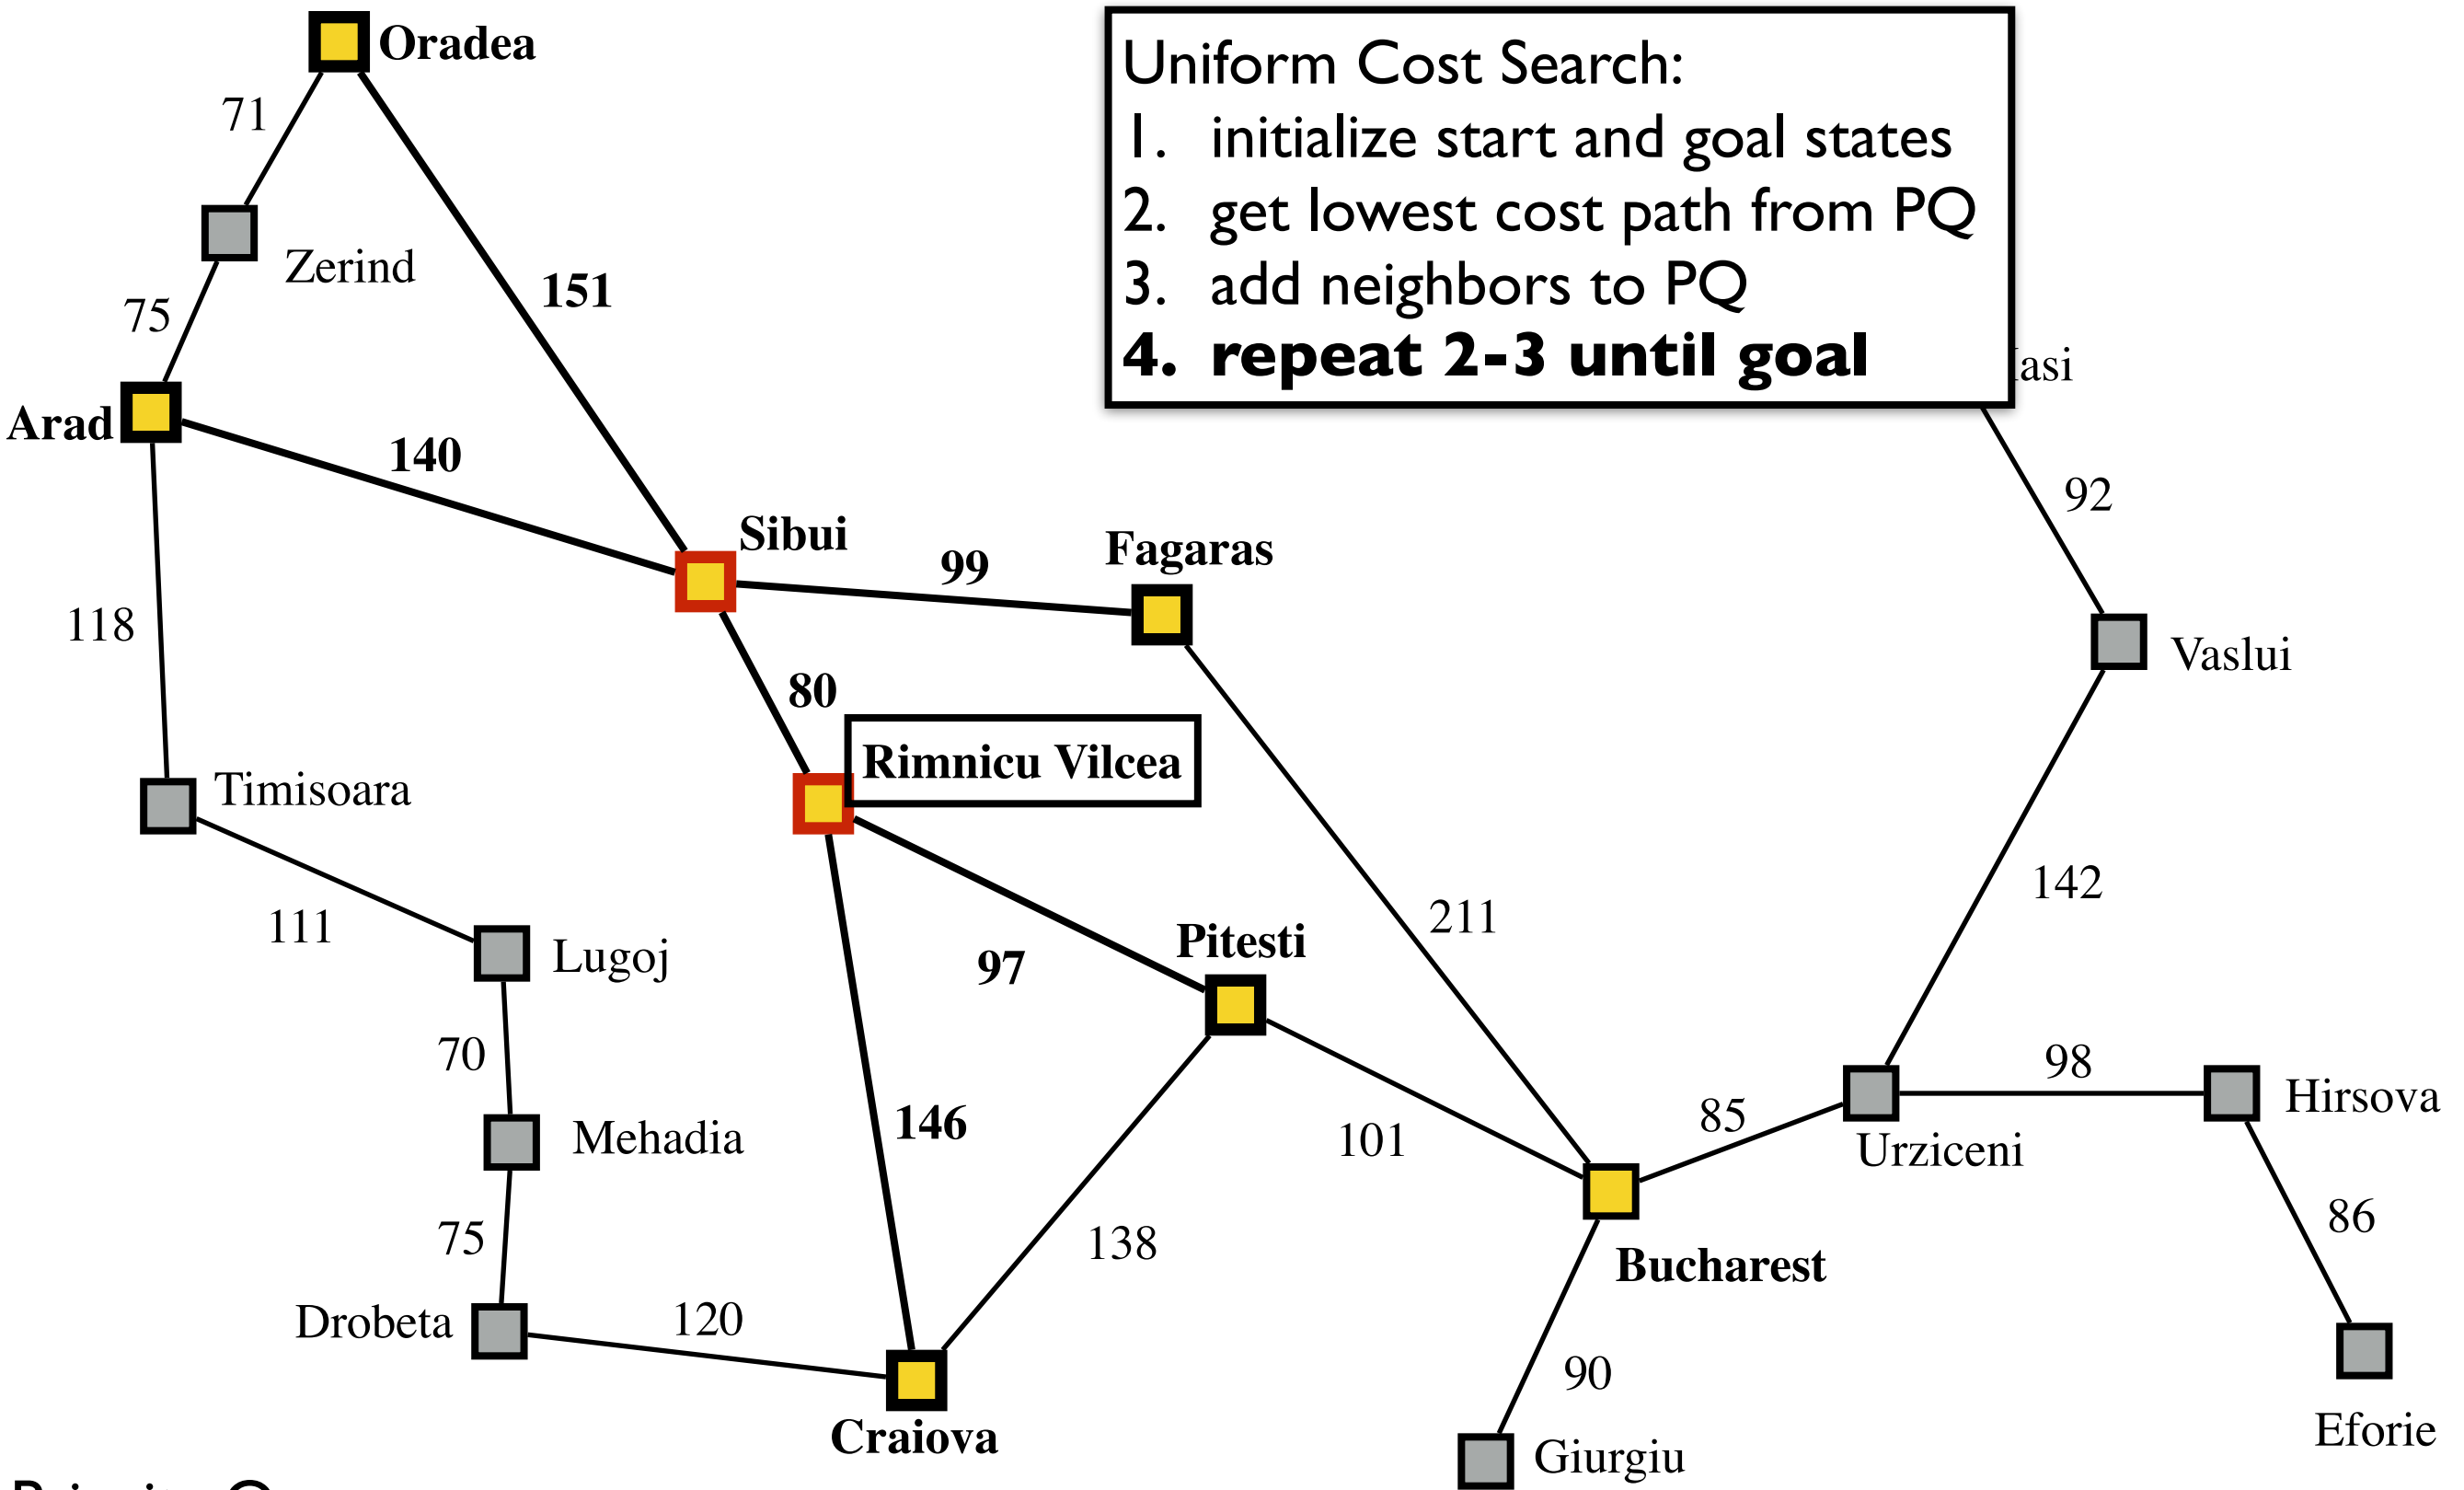 Oradea
Uniform Cost Search:
1. initialize start and goal states
2. get lowest cost path from PQ
3. add neighbors to PQ
4. repeat 2-3 until goal
71
Zerind
151
75
Iasi
Arad
140
92
Sibui
99
Fagaras
118
Vaslui
80
Rimnicu Vilcea
Timisoara
142
211
111
Lugoj
97
Pitesti
70
98
Hirsova
Mehadia
146
101
85
Urziceni
75
138
86
Bucharest
Drobeta
120
90
Craiova
Giurgiu
Eforie